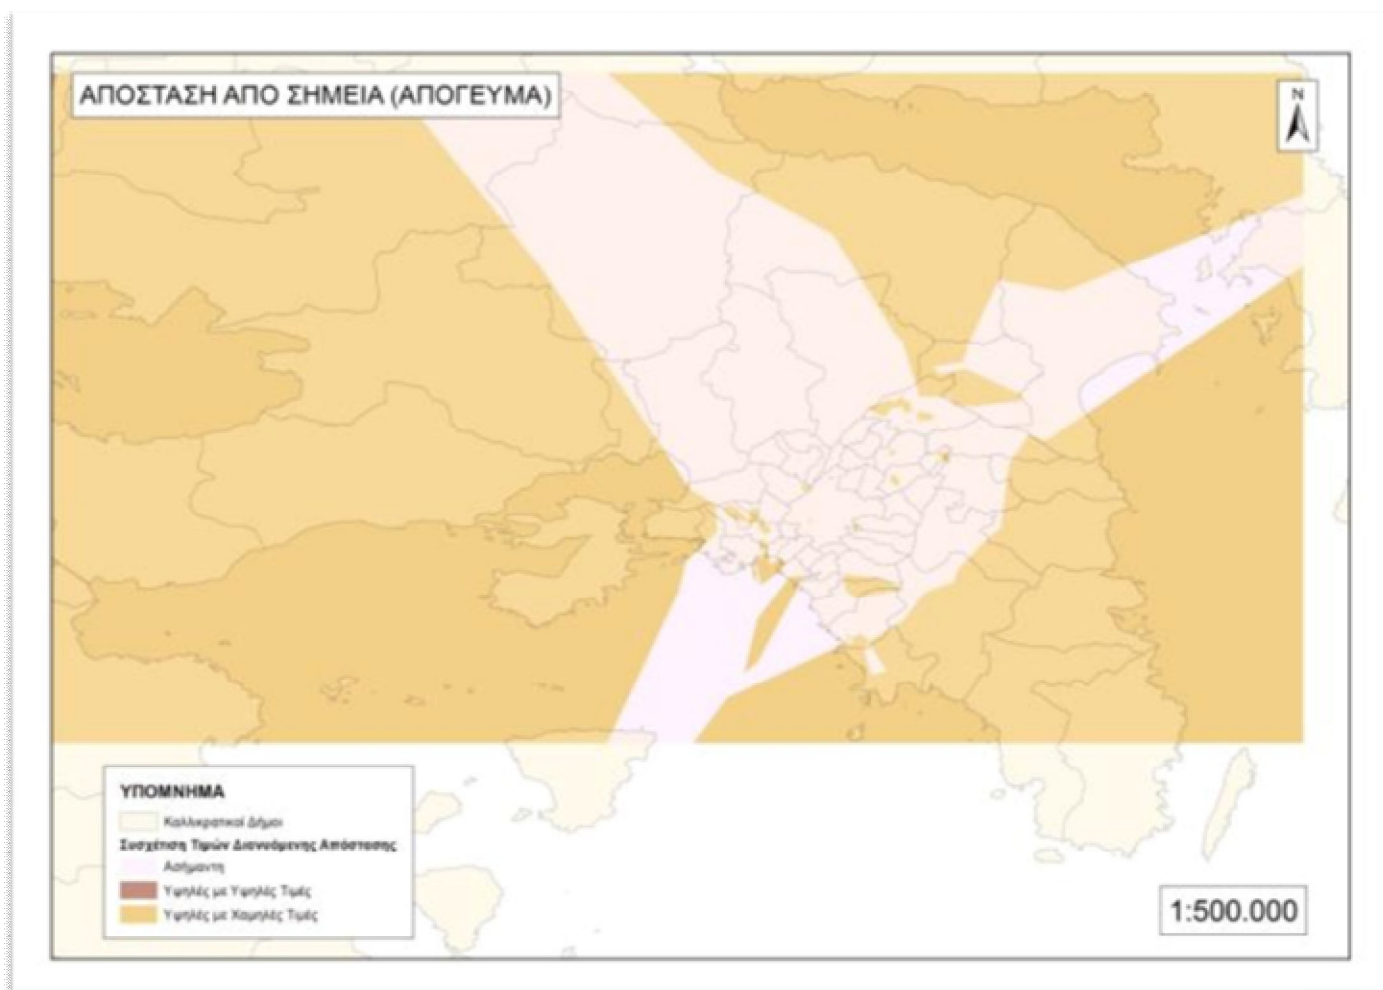 ΑΠΟΣΤΑΣΗ ΑΠΟ ΣΗΜΕΙΑ (ΑΠΟΓΕΥΜΑ)
N
ΥΠΟΜΝΗΜΑ
Καλλικρατικοί Δήμοι
Συσχέτιση Τιμών Διανυόμενης Απόστασης
Ασήμαντη
Υψηλές με Υψηλές Τιμές
Υψηλές με Χαμηλές Τιμές
1:500.000